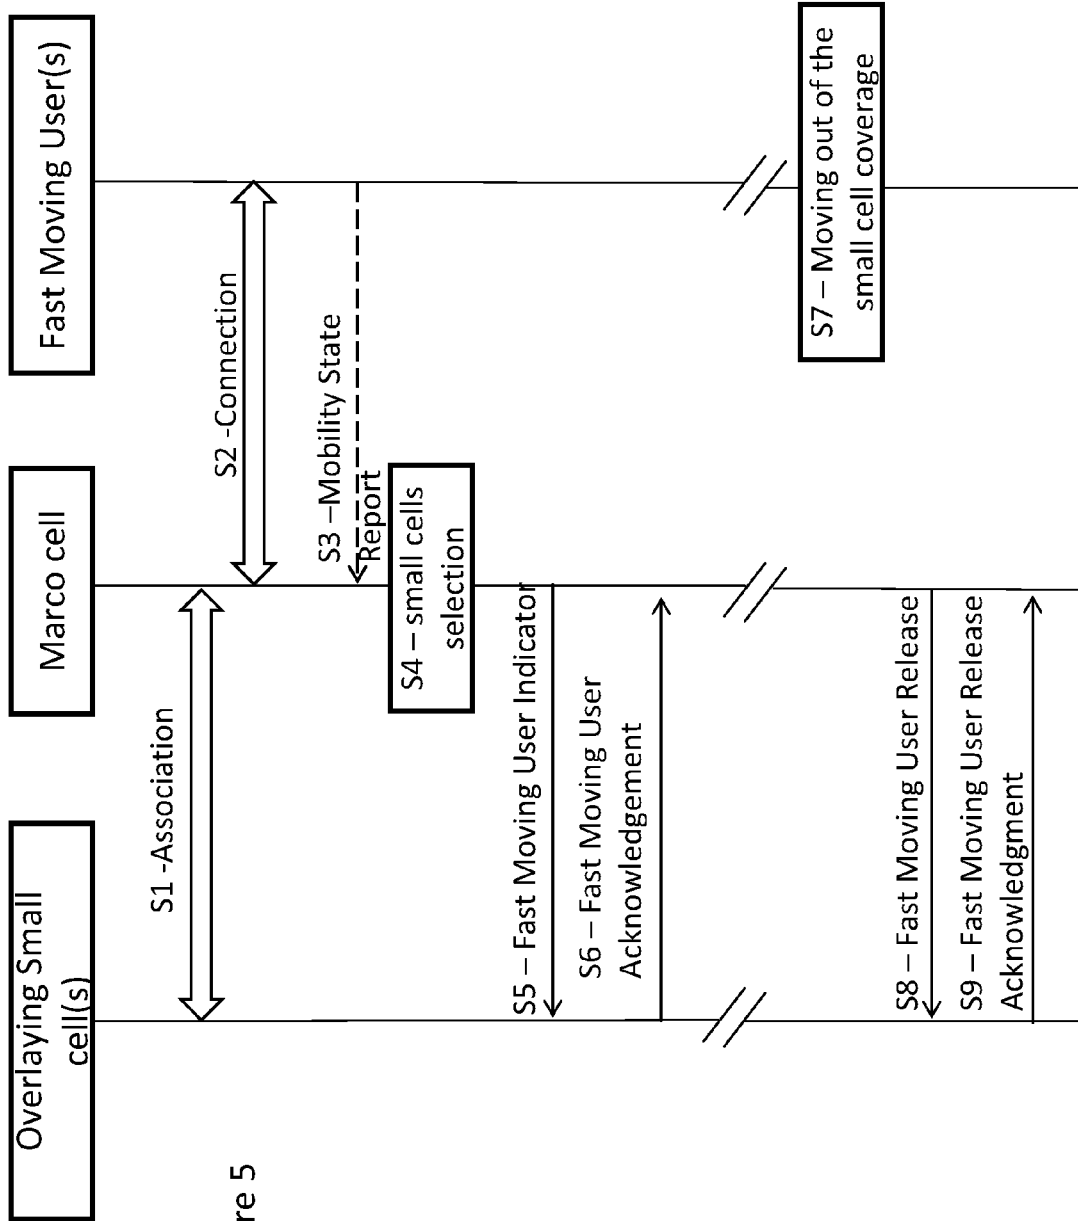 Overlaying Small
cell(s)
Marco cell
Fast Moving User(s)
S1 -Association
S2 -Connection
re 5
S3 –Mobility State
Report
S4 – small cells
selection
S5 – Fast Moving User Indicator
S6 – Fast Moving User
Acknowledgement
S7 – Moving out of the
small cell coverage
S8 – Fast Moving User Release
S9 – Fast Moving User Release
Acknowledgment